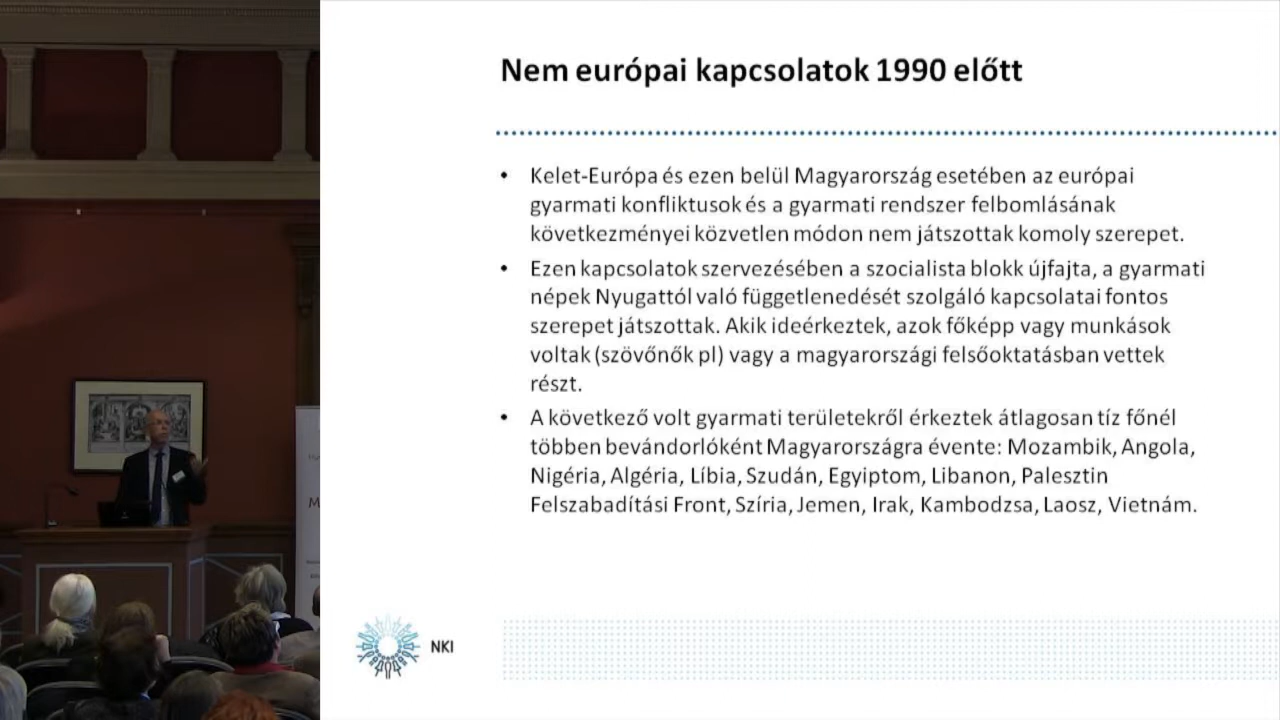 Nem európai kapcsolatok 1990 előtt
• Kelet-Európa és ezen belül Magyarország esetében az európai
gyarmati konfliktusok és a gyarmati rendszer felbomlásának
következményei közvetlen módon nem játszottak komoly szerepet.
• Ezen kapcsolatok szervezésében a szocialista blokk újfajta, a gyarmati
népek Nyugattól való függetlenedését szolgáló kapcsolatai fontos
szerepet játszottak. Akik ideérkeztek, azok főképp vagy munkások
voltak (szövőnők pl) vagy a magyarországi felsőoktatásban vettek
részt.
• A következő volt gyarmati területekről érkeztek átlagosan tíz főnél
többen bevándorlóként Magyarországra évente: Mozambik, Angola,
Nigéria, Algéria, Líbia, Szudán, Egyiptom, Libanon, Palesztin
Felszabadítási Front, Szíria, Jemen, Irak, Kambodzsa, Laosz, Vietnám.
NKI